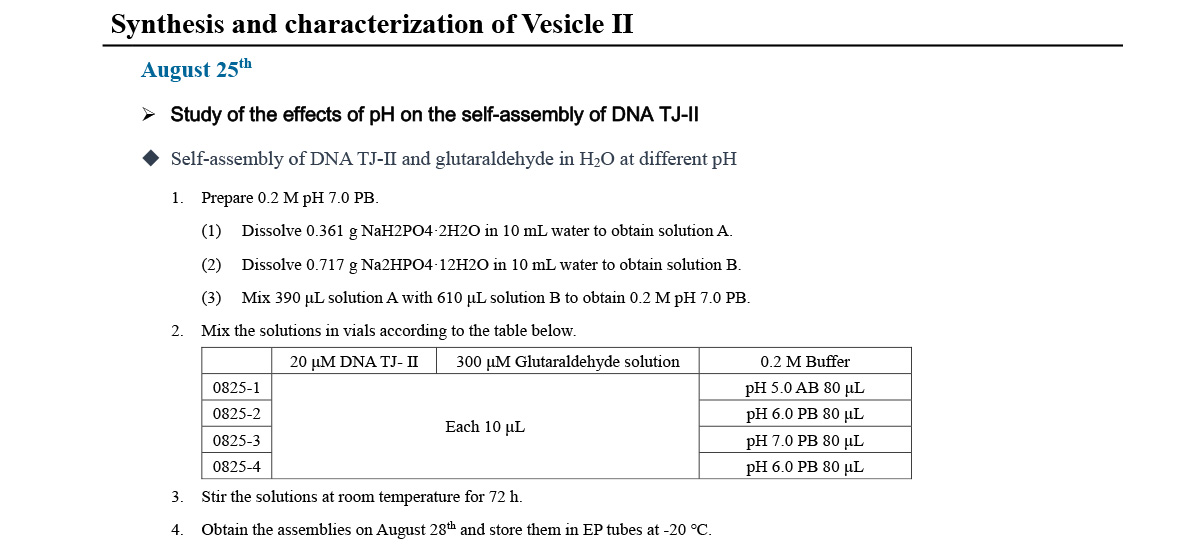 Synthesis and characterization of Vesicle II
August 25th
➢ Study of the effects of pH on the self-assembly of DNA TJ-II
◆ Self-assembly of DNA TJ-II and glutaraldehyde in H2O at different pH
1. Prepare 0.2 M pH 7.0 PB.
(1) Dissolve 0.361 g NaH2PO4·2H2O in 10 mL water to obtain solution A.
(2) Dissolve 0.717 g Na2HPO4·12H2O in 10 mL water to obtain solution B.
(3) Mix 390 μL solution A with 610 μL solution B to obtain 0.2 M pH 7.0 PB.
2. Mix the solutions in vials according to the table below.
20 μM DNA TJ- II 300 μM Glutaraldehyde solution 0.2 M Buffer
0825-1 Each 10 μL pH 5.0 AB 80 μL
0825-2 pH 6.0 PB 80 μL
0825-3 pH 7.0 PB 80 μL
0825-4 pH 6.0 PB 80 μL
3. Stir the solutions at room temperature for 72 h.
4. Obtain the assemblies on August 28th and store them in EP tubes at -20 °C.